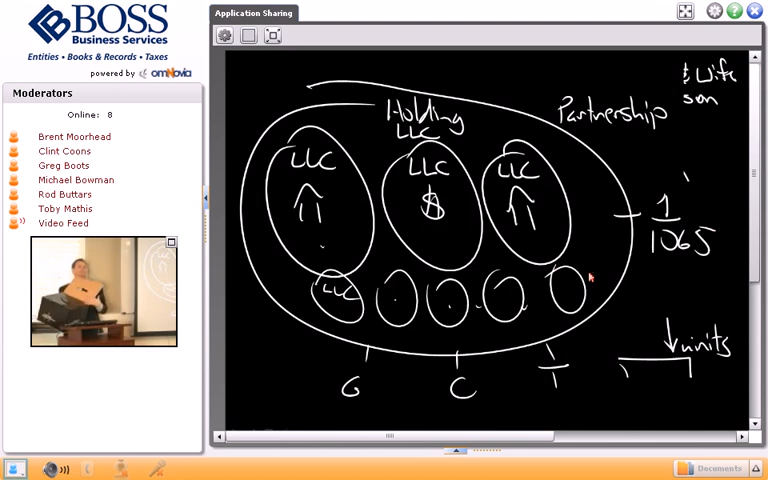 BOSS
Business Services
Entities • Books & Records • Taxes
powered by omNovia
Moderators
Online: 8
Brent Moorhead
Clint Coons
Greg Boots
Michael Bowman
Rod Buttars
Toby Mathis
Video Feed
Application Sharing
& Wife
son
Holding
LLC
Partnership
LLC
LLC
$
LLC
1
1065
LLC
↓units
G
C
T
Documents